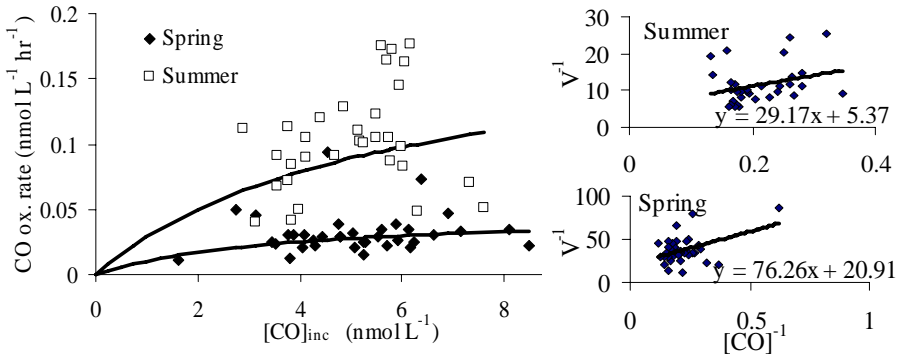 CO ox. rate (nmol L-1 hr-1)
0.2
0.15
0.1
0.05
0
Spring
Summer
0
2
4
6
8
[CO]inc (nmol L-1)
V-1
30
20
10
0
Summer
y = 29.17x + 5.37
0
0.2
0.4
V-1
100
50
0
Spring
y = 76.26x + 20.91
0
0.5
1
[CO]-1